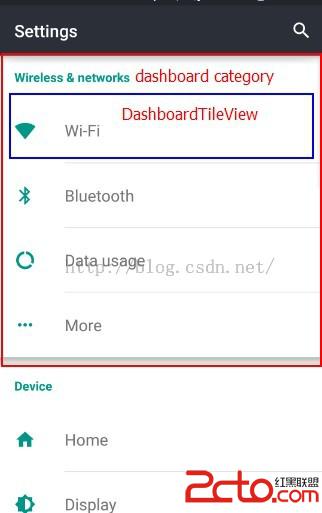 Settings
Wireless & networks dashboard category
DashboardTileView
Wi-Fi
Bluetooth
Data usage
http://blog.csdn.net/
More
Device
Home
Display
2cto.com
红黑联盟